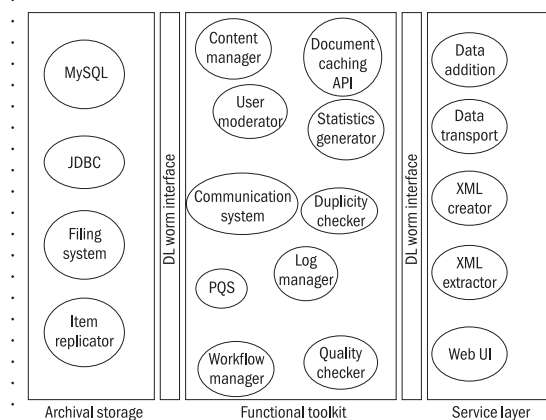 MySQL
JDBC
Filing
system
Item
replicator
Archival storage
DL worm interface
Content
manager
Document
caching
API
User
moderator
Statistics
generator
Communication
system
Duplicity
checker
Log
manager
PQS
Workflow
manager
Quality
checker
Functional toolkit
DL worm interface
Data
addition
Data
transport
XML
creator
XML
extractor
Web UI
Service layer